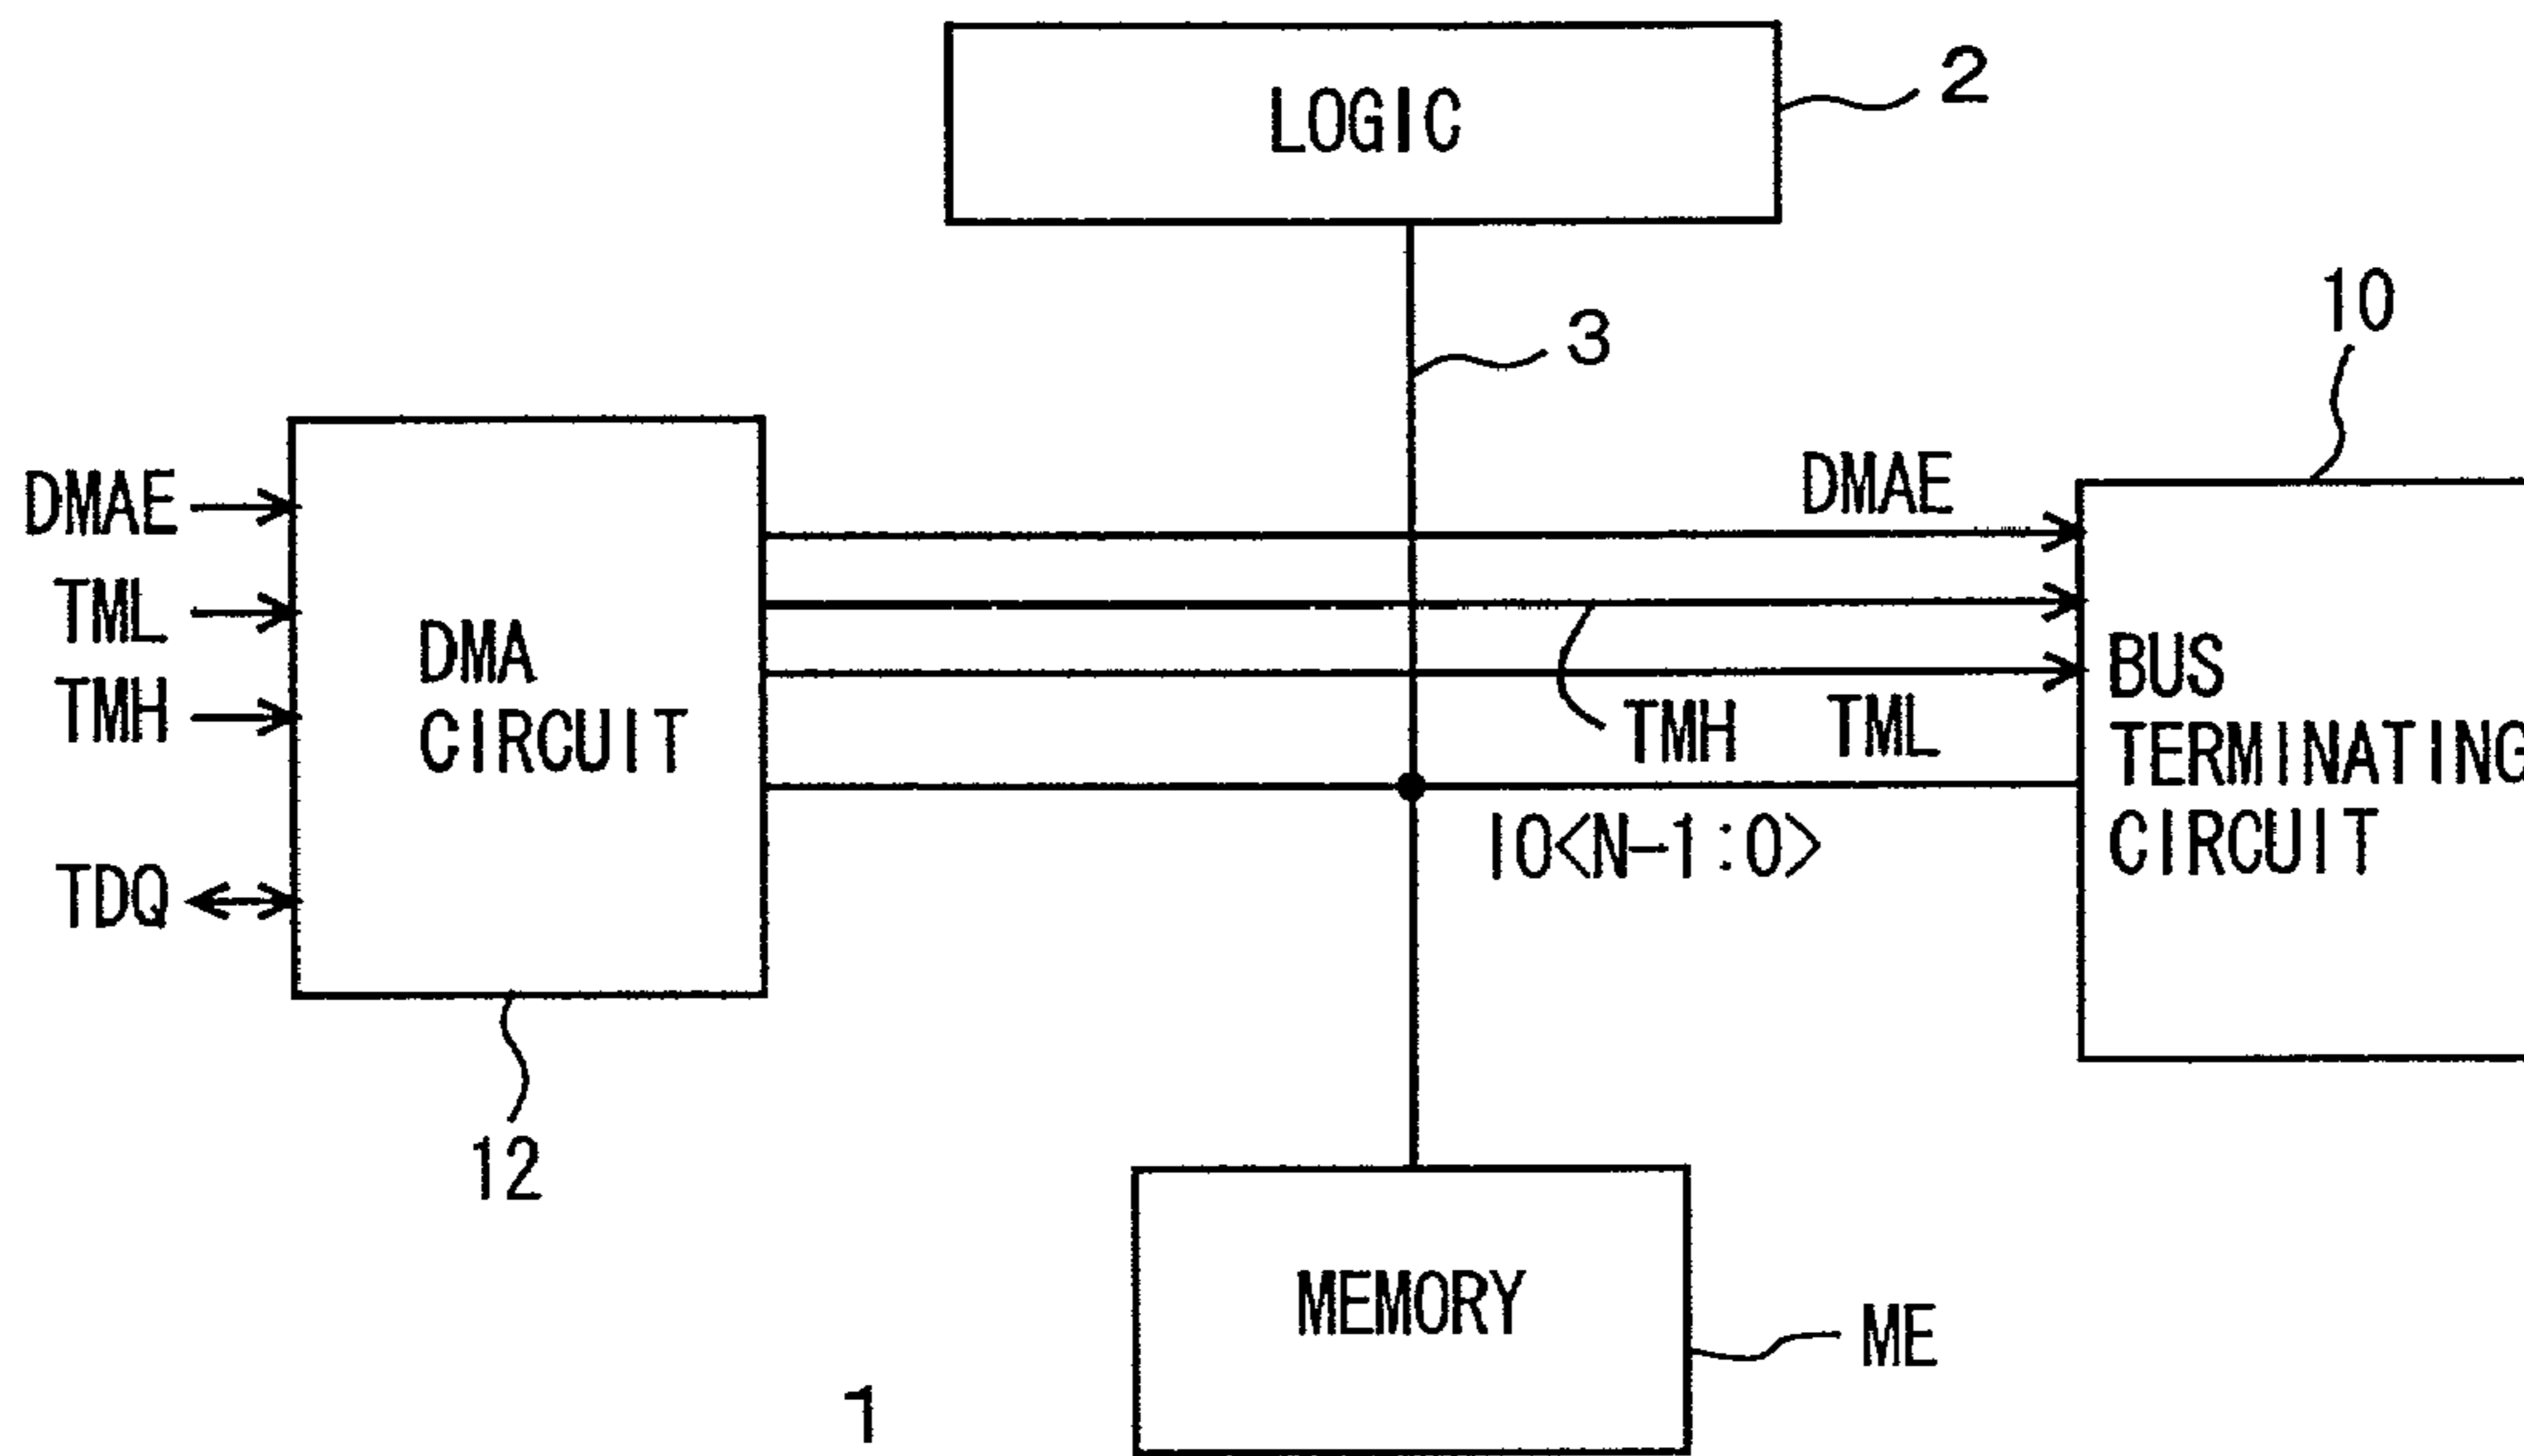 LOGIC
2
3
10
DMAE
TML
TMH
TDQ
DMA
CIRCUIT
12
DMAE
TMH
TML
IO<N-1:0>
BUS
TERMINATING
CIRCUIT
MEMORY
ME
1